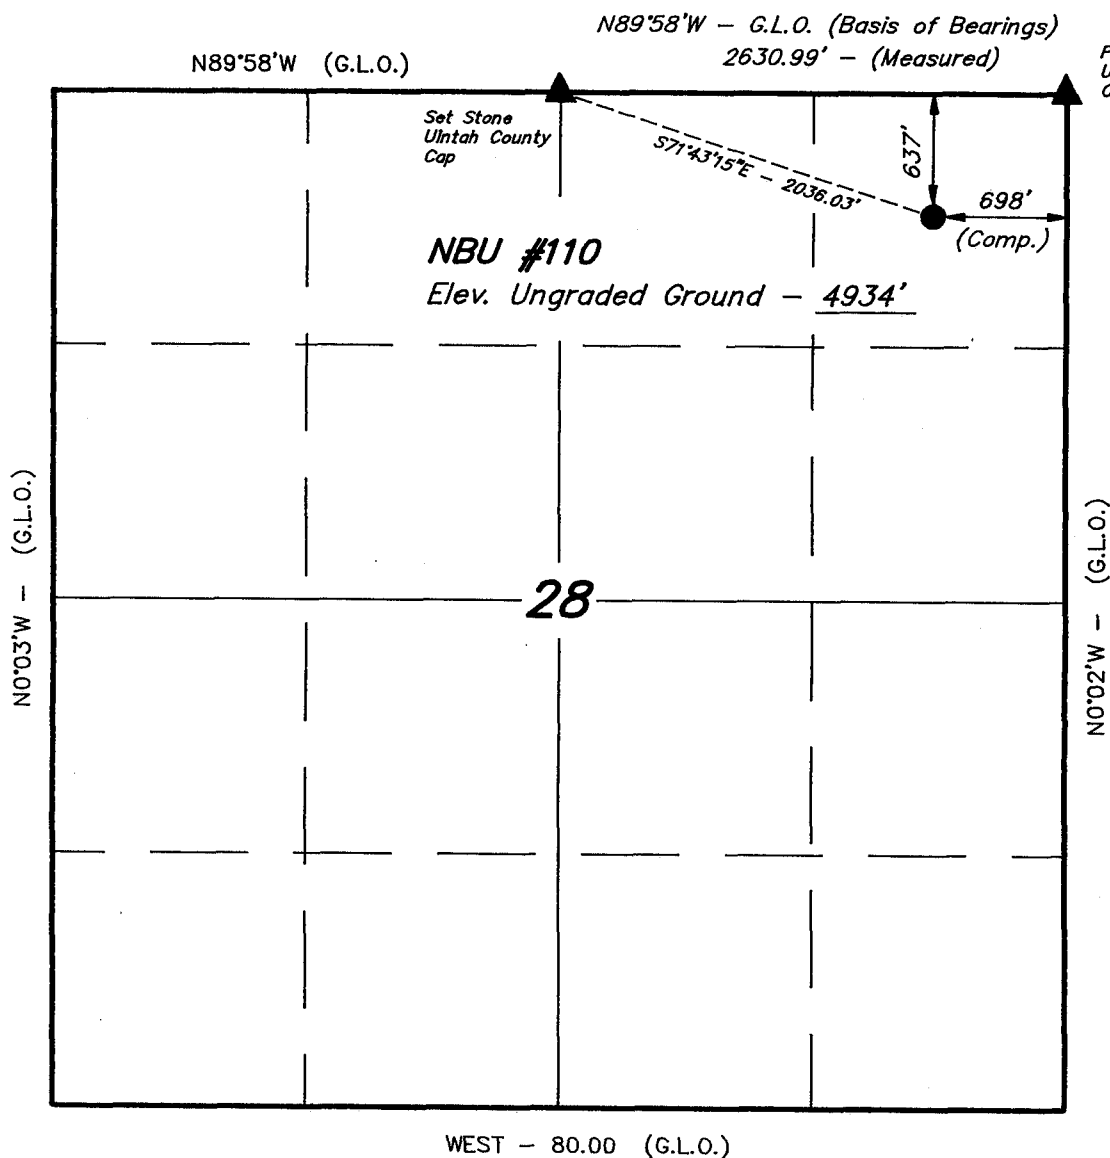 N89°58'W - G.L.O. (Basis of Bearings)
2630.99' - (Measured)
N89°58'W (G.L.O.)
Set Stone
Uintah County
Cap
S71°43'15"E - 2036.03'
637'
698'
(Comp.)
NBU #110
Elev. Ungraded Ground - 4934'
N0°03'W - (G.L.O.)
28
N0°02'W - (G.L.O.)
WEST - 80.00 (G.L.O.)